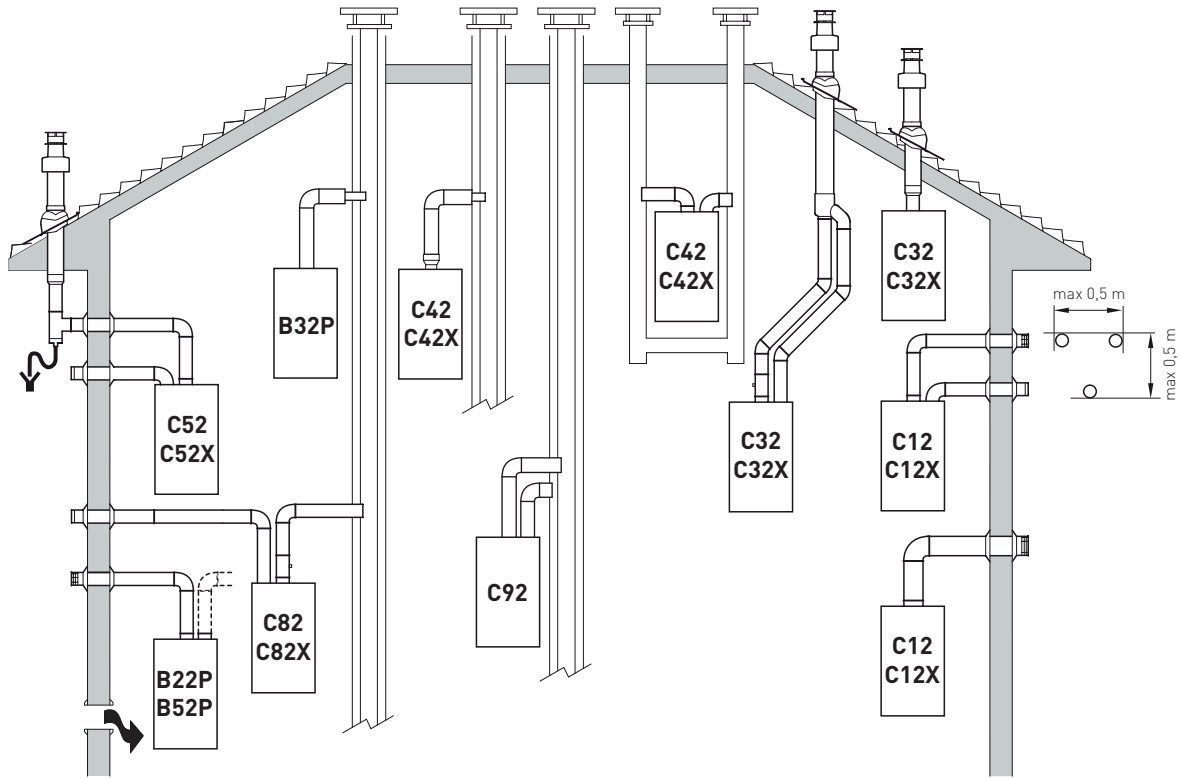 C42
C42X
C32
C32X
B32P
C42
C42X
max 0,5 m
max 0,5 m
C52
C52X
C32
C32X
C12
C12X
C92
C82
C82X
C12
C12X
B22P
B52P